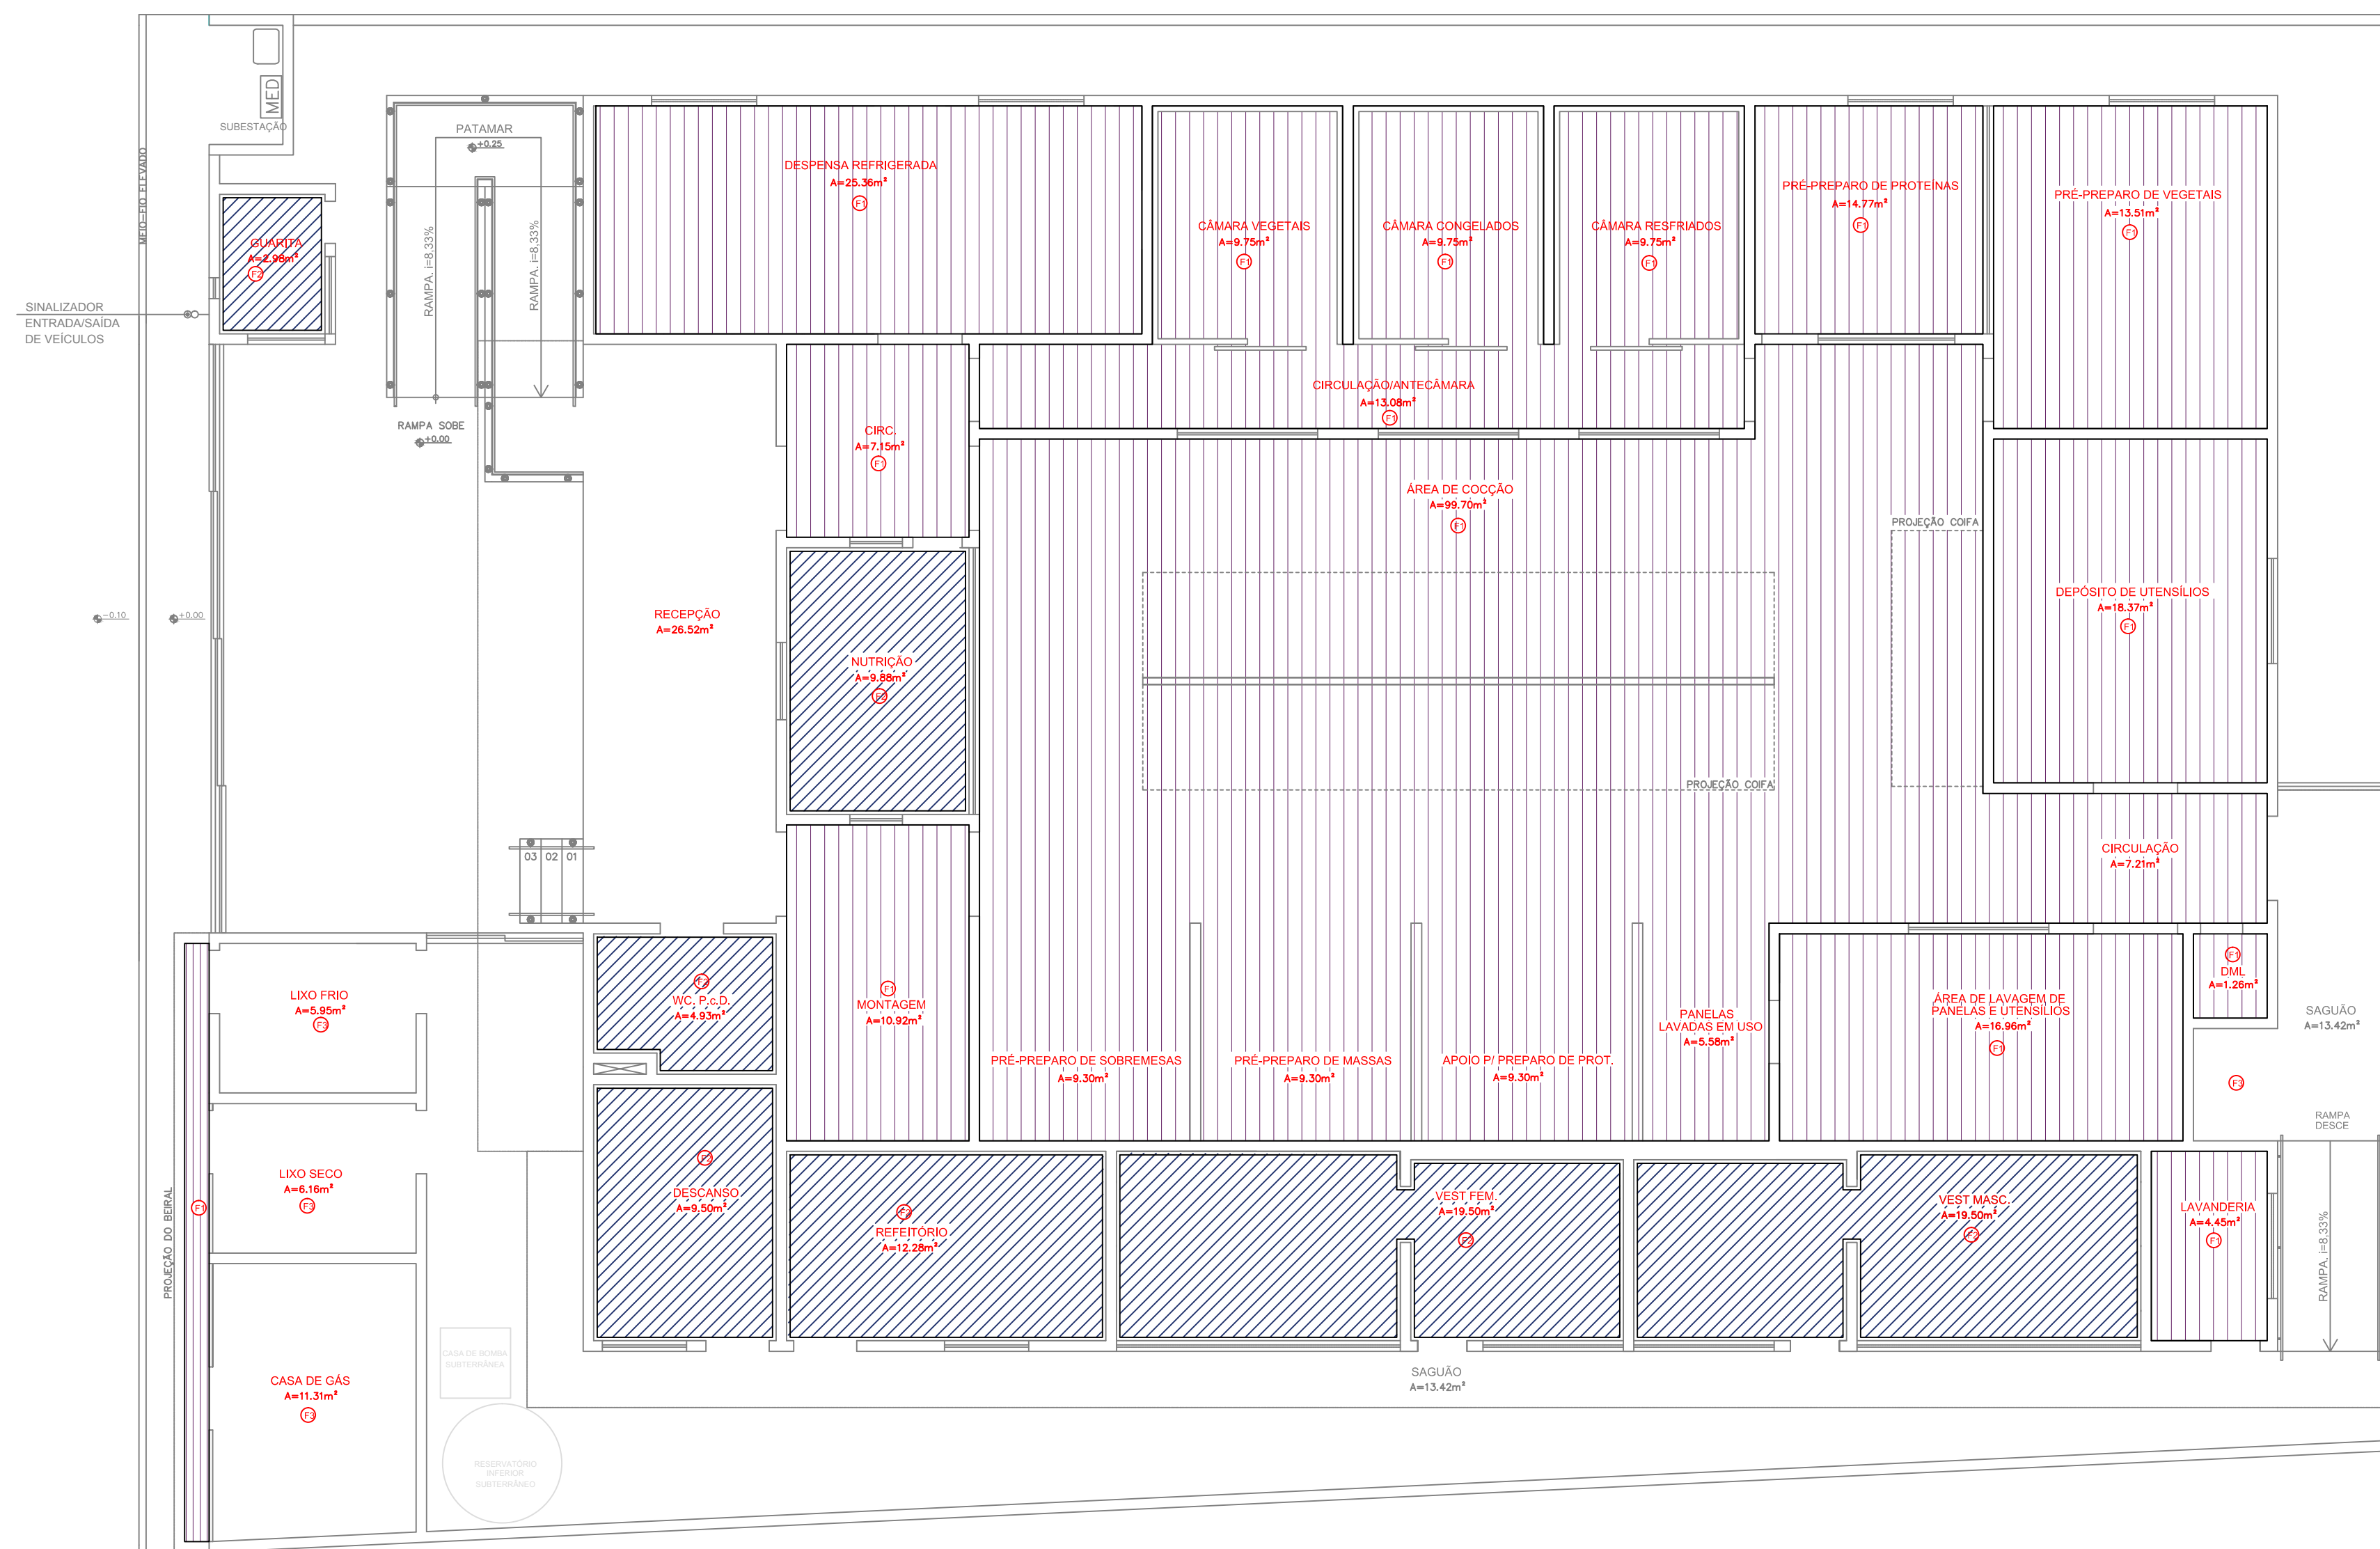 MED
SUBESTAÇÃO
MEIO-FIO ELEVADO
PATAMAR
+0.25
RAMPA. i=8,33%
RAMPA. i=8,33%
DESPENSA REFRIGERADA
A=25.36m²
F1
CÂMARA VEGETAIS
A=9.75m²
F1
CÂMARA CONGELADOS
A=9.75m²
F1
CÂMARA RESFRIADOS
A=9.75m²
F1
PRÉ-PREPARO DE PROTEÍNAS
A=14.77m²
F1
PRÉ-PREPARO DE VEGETAIS
A=13.51m²
F1
GUARITA
A=2.98m²
F2
SINALIZADOR
ENTRADA/SAÍDA
DE VEÍCULOS
RAMPA SOBE
+0.00
CIRCULAÇÃO/ANTECÂMARA
A=13.08m²
F1
CIRC.
A=7.15m²
F1
ÁREA DE COCÇÃO
A=99.70m²
F1
PROJEÇÃO COIFA
DEPÓSITO DE UTENSÍLIOS
A=18.37m²
F1
-0.10
+0.00
RECEPÇÃO
A=26.52m²
NUTRIÇÃO
A=9.88m²
F2
PROJEÇÃO COIFA
03 02 01
CIRCULAÇÃO
A=7.21m²
LIXO FRIO
A=5.95m²
F3
F2
WC. P.c.D.
A=4.93m²
F1
MONTAGEM
A=10.92m²
PRÉ-PREPARO DE SOBREMESAS
A=9.30m²
PRÉ-PREPARO DE MASSAS
A=9.30m²
APOIO P/ PREPARO DE PROT.
A=9.30m²
PANELAS
LAVADAS EM USO
A=5.58m²
ÁREA DE LAVAGEM DE
PANELAS E UTENSÍLIOS
A=16.96m²
F1
F1
DML
A=1.26m²
SAGUÃO
A=13.42m²
F3
RAMPA
DESCE
RAMPA. i=8,33%
LIXO SECO
A=6.16m²
F3
F1
PROJEÇÃO DO BEIRAL
F2
DESCANSO
A=9.50m²
F2
REFEITÓRIO
A=12.28m²
VEST FEM.
A=19.50m²
F2
VEST MASC.
A=19.50m²
F2
LAVANDERIA
A=4.45m²
F1
CASA DE BOMBA
SUBTERRÂNEA
CASA DE GÁS
A=11.31m²
F3
SAGUÃO
A=13.42m²
RESERVATÓRIO
INFERIOR
SUBTERRÂNEO